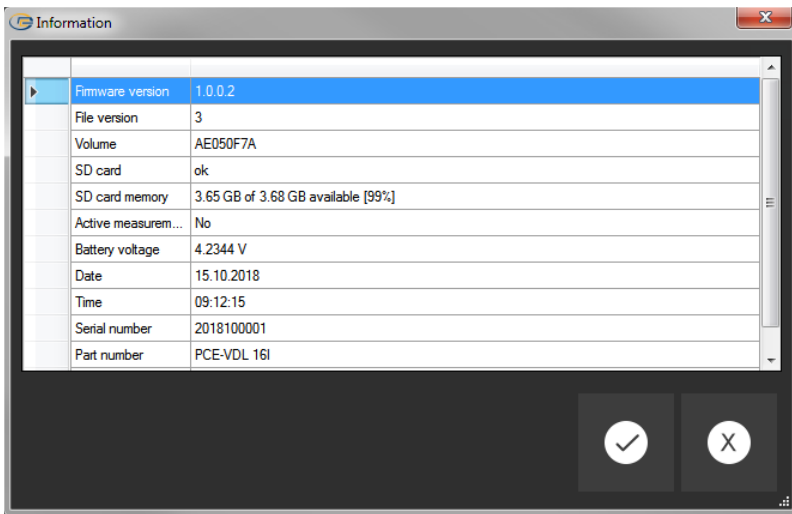 Information
Firmware version 1.0.0.2
File version 3
Volume AE050F7A
SD card ok
SD card memory 3.65 GB of 3.68 GB available [99%]
Active measurem... No
Battery voltage 4.2344 V
Date 15.10.2018
Time 09:12:15
Serial number 2018100001
Part number PCE-VDL 16I
X